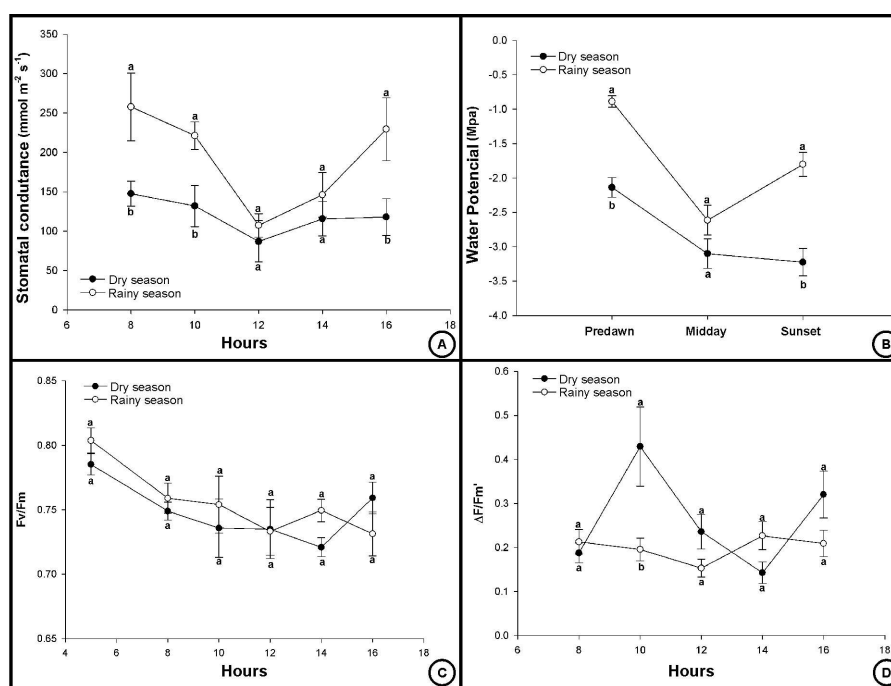 350
300
250
200
150
100
50
0
Stomatal condutance (mmol m⁻² s⁻¹)
a
a
a
a
a
b
b
a
a
b
Dry season
Rainy season
6 8 10 12 14 16 18
Hours
A
0.0
-0.5
-1.0
-1.5
-2.0
-2.5
-3.0
-3.5
-4.0
Water Potencial (Mpa)
Dry season
Rainy season
a
a
a
b
a
b
Predawn Midday Sunset
B
0.85
0.80
0.75
0.70
0.65
Fv/Fm
Dry season
Rainy season
a
a
a
a
a
a
a
a
a
a
a
a
4 6 8 10 12 14 16 18
Hours
C
0.6
0.5
0.4
0.3
0.2
0.1
0.0
ΔF/Fm'
Dry season
Rainy season
a
a
a
a
a
a
b
a
a
a
6 8 10 12 14 16 18
Hours
D